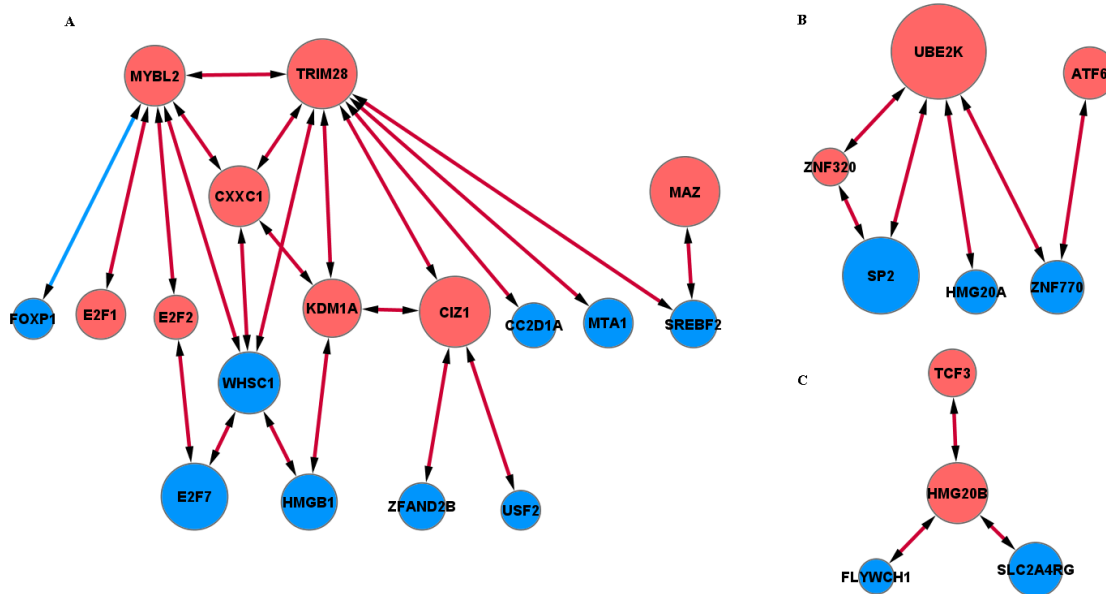 A
MYBL2
TRIM28
CXXC1
MAZ
FOXP1
E2F1
E2F2
KDM1A
CIZ1
CC2D1A
MTA1
SREBF2
WHSC1
E2F7
HMGB1
ZFAND2B
USF2
B
UBE2K
ATF6
ZNF320
SP2
HMG20A
ZNF770
C
TCF3
HMG20B
FLYWCH1
SLC2A4RG